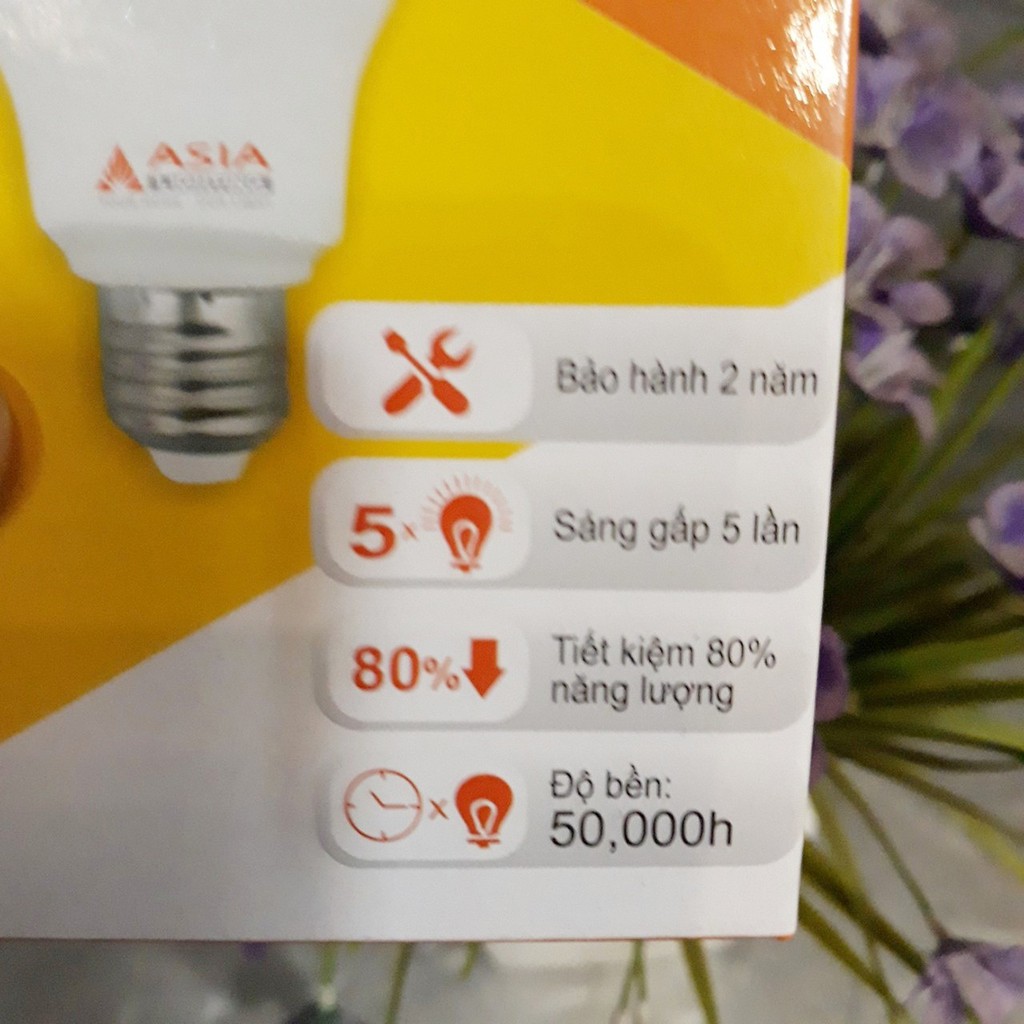 ASIA
Bảo hành 2 năm
5x
Sáng gấp 5 lần
80%
Tiết kiệm 80%
năng lượng
x
Độ bền:
50,000h